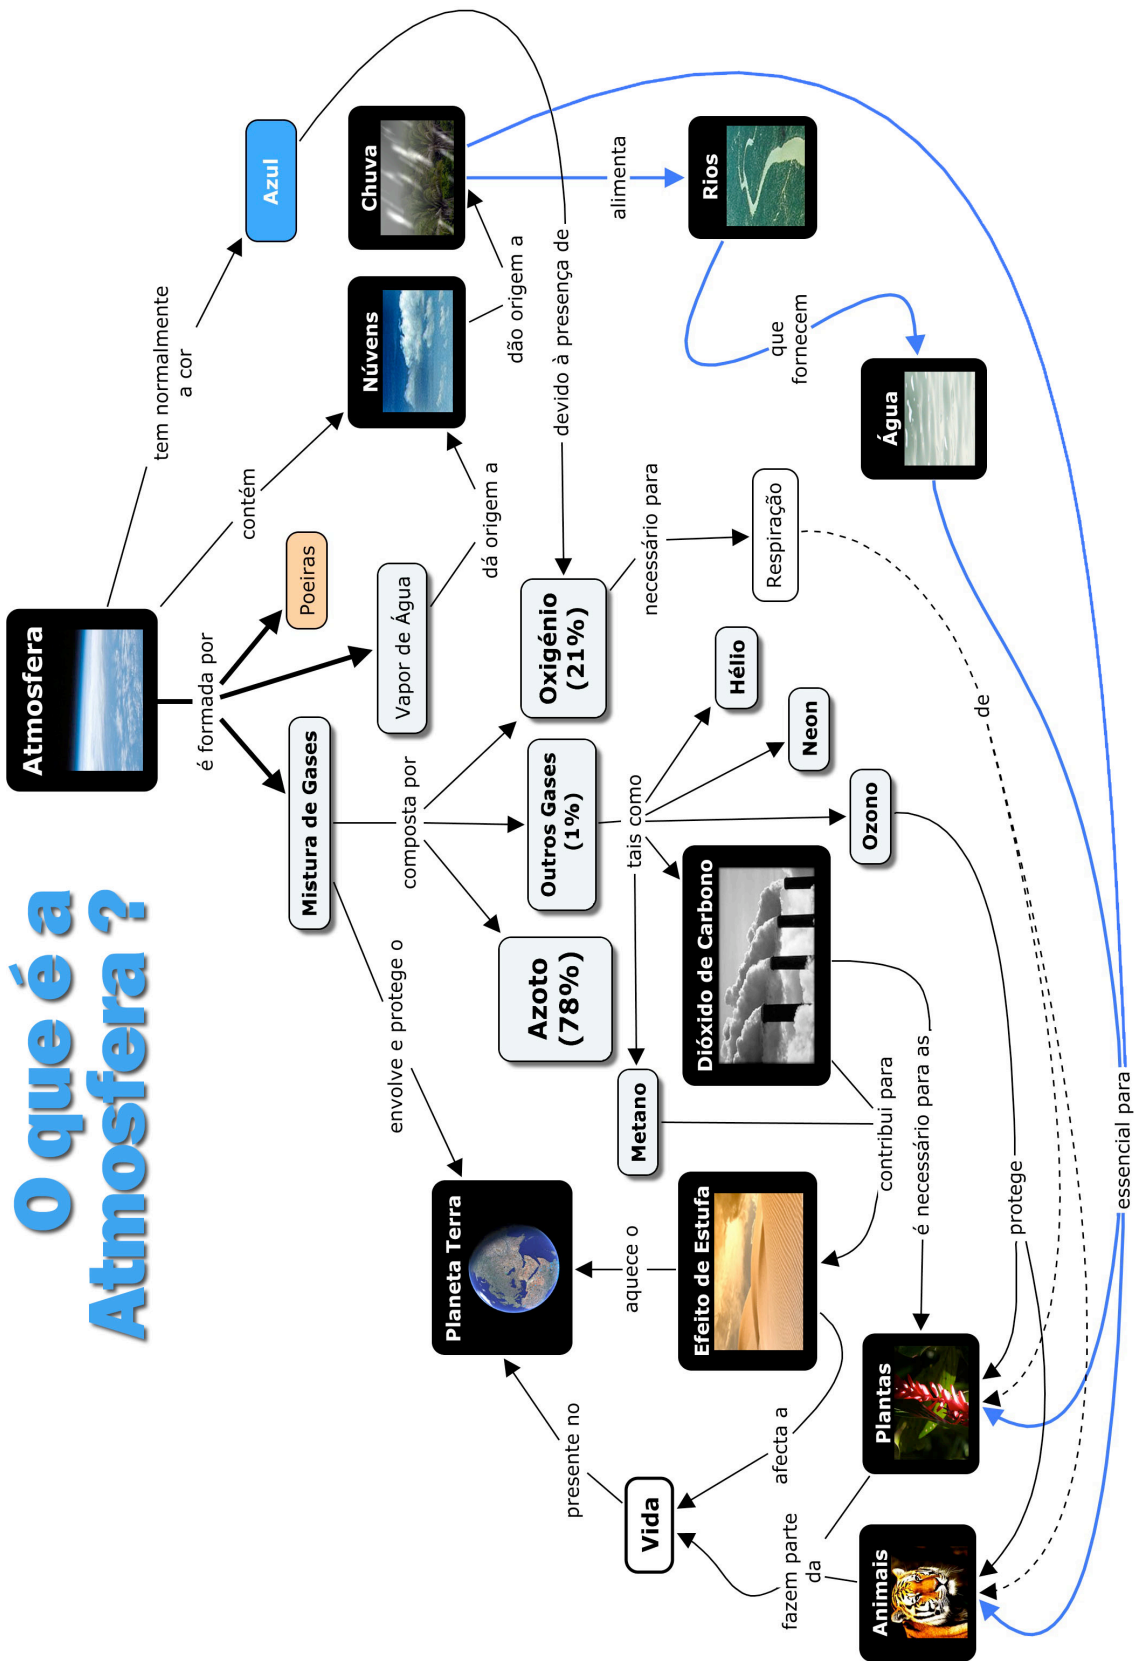 O que é a
Atmosfera ?
Atmosfera
tem normalmente
a cor
Azul
é formada por
contém
Poeiras
Mistura de Gases
Vapor de Água
Núvens
Chuva
dá origem a
dão origem a
envolve e protege o
composta por
devido à presença de
alimenta
Planeta Terra
Azoto
(78%)
Outros Gases
(1%)
Oxigénio
(21%)
necessário para
tais como
Metano
Dióxido de Carbono
Hélio
Neon
Ozono
Respiração
Rios
que
fornecem
Água
aquece o
presente no
Efeito de Estufa
contribui para
Vida
afecta a
é necessário para as
fazem parte
da
Animais
Plantas
protege
de
essencial para